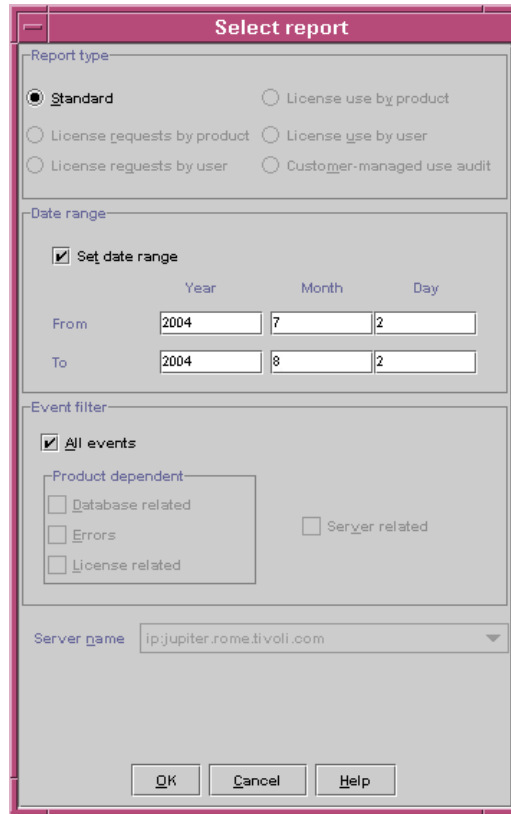 Select report
Report type
Standard
License use by product
License requests by product
License use by user
License requests by user
Customer-managed use audit
Date range
Set date range
Year Month Day
From 2004 7 2
To 2004 8 2
Event filter
All events
Product dependent
Database related
Errors
Server related
License related
Server name ip:jupiter.rome.tivoli.com
OK Cancel Help